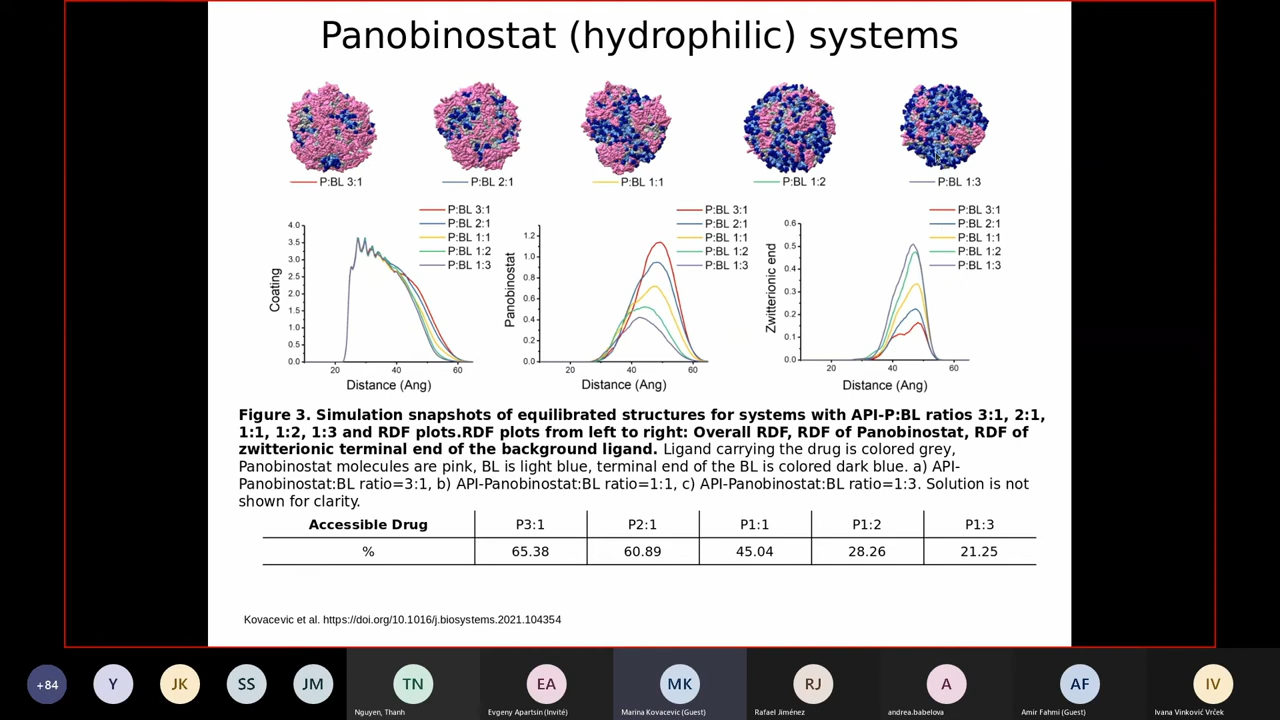 Panobinostat (hydrophilic) systems
P:BL 3:1
P:BL 2:1
P:BL 1:1
P:BL 1:2
P:BL 1:3
P:BL 3:1
P:BL 2:1
P:BL 1:1
P:BL 1:2
P:BL 1:3
Coating
4.0
3.5
3.0
2.5
2.0
1.5
1.0
0.5
0.0
20
40
60
Distance (Ang)
P:BL 3:1
P:BL 2:1
P:BL 1:1
P:BL 1:2
P:BL 1:3
Panobinostat
1.2
1.0
0.8
0.6
0.4
0.2
0.0
20
40
60
Distance (Ang)
P:BL 3:1
P:BL 2:1
P:BL 1:1
P:BL 1:2
P:BL 1:3
Zwitterionic end
0.6
0.5
0.4
0.3
0.2
0.1
0.0
20
40
60
Distance (Ang)
Figure 3. Simulation snapshots of equilibrated structures for systems with API-P:BL ratios 3:1, 2:1,
1:1, 1:2, 1:3 and RDF plots.RDF plots from left to right: Overall RDF, RDF of Panobinostat, RDF of
zwitterionic terminal end of the background ligand. Ligand carrying the drug is colored grey,
Panobinostat molecules are pink, BL is light blue, terminal end of the BL is colored dark blue. a) API-
Panobinostat:BL ratio=3:1, b) API-Panobinostat:BL ratio=1:1, c) API-Panobinostat:BL ratio=1:3. Solution is not
shown for clarity.
Accessible Drug P3:1 P2:1 P1:1 P1:2 P1:3
% 65.38 60.89 45.04 28.26 21.25
Kovacevic et al. https://doi.org/10.1016/j.biosystems.2021.104354
+84 Y JK SS JM TN EA MK RJ A AF IV
Nguyen, Thanh Evgeny Apartsin (Invité) Marina Kovacevic (Guest) Rafael Jiménez andrea.babelova Amir Fahmi (Guest) Ivana Vinković Vrček